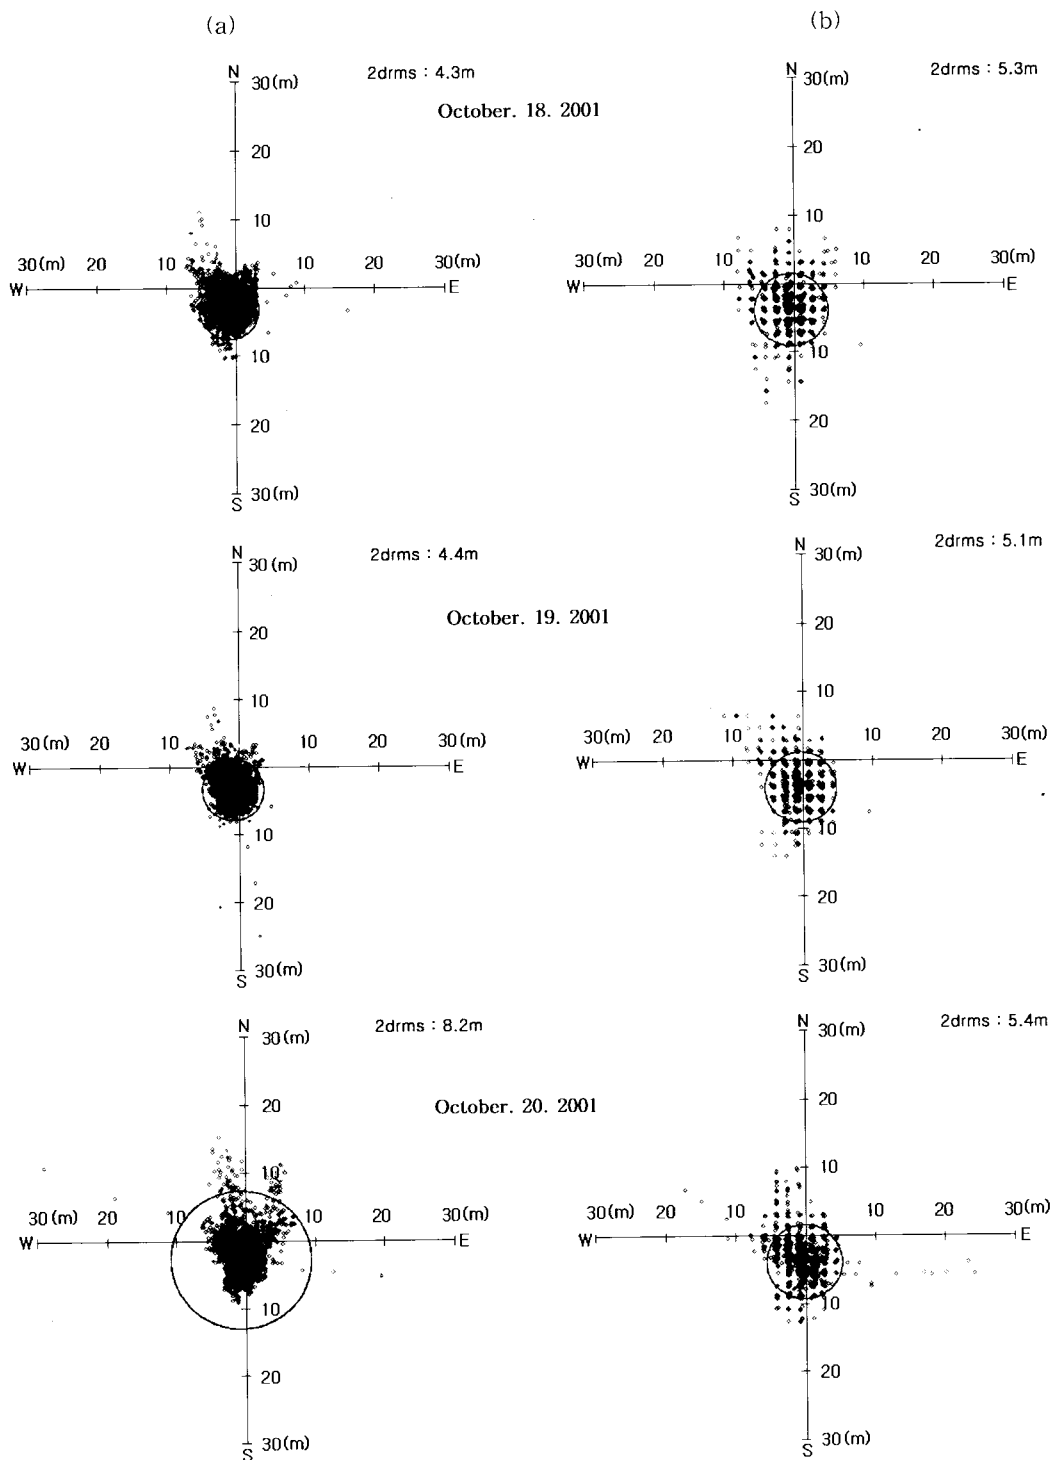 (a)
(b)
N
30(m)
2drms : 4.3m
20
10
30(m) 20 10 10 20 30(m)
W E
10
20
30(m)
S
N
30(m)
2drms : 5.3m
20
10
30(m) 20 10 10 20 30(m)
W E
10
20
30(m)
S
October. 18. 2001
N
30(m)
2drms : 4.4m
20
10
30(m) 20 10 10 20 30(m)
W E
10
20
30(m)
S
N
30(m)
2drms : 5.1m
20
10
30(m) 20 10 10 20 30(m)
W E
10
20
30(m)
S
October. 19. 2001
N
30(m)
2drms : 8.2m
20
10
30(m) 20 10 10 20 30(m)
W E
10
20
30(m)
S
N
30(m)
2drms : 5.4m
20
10
30(m) 20 10 10 20 30(m)
W E
10
20
30(m)
S
October. 20. 2001